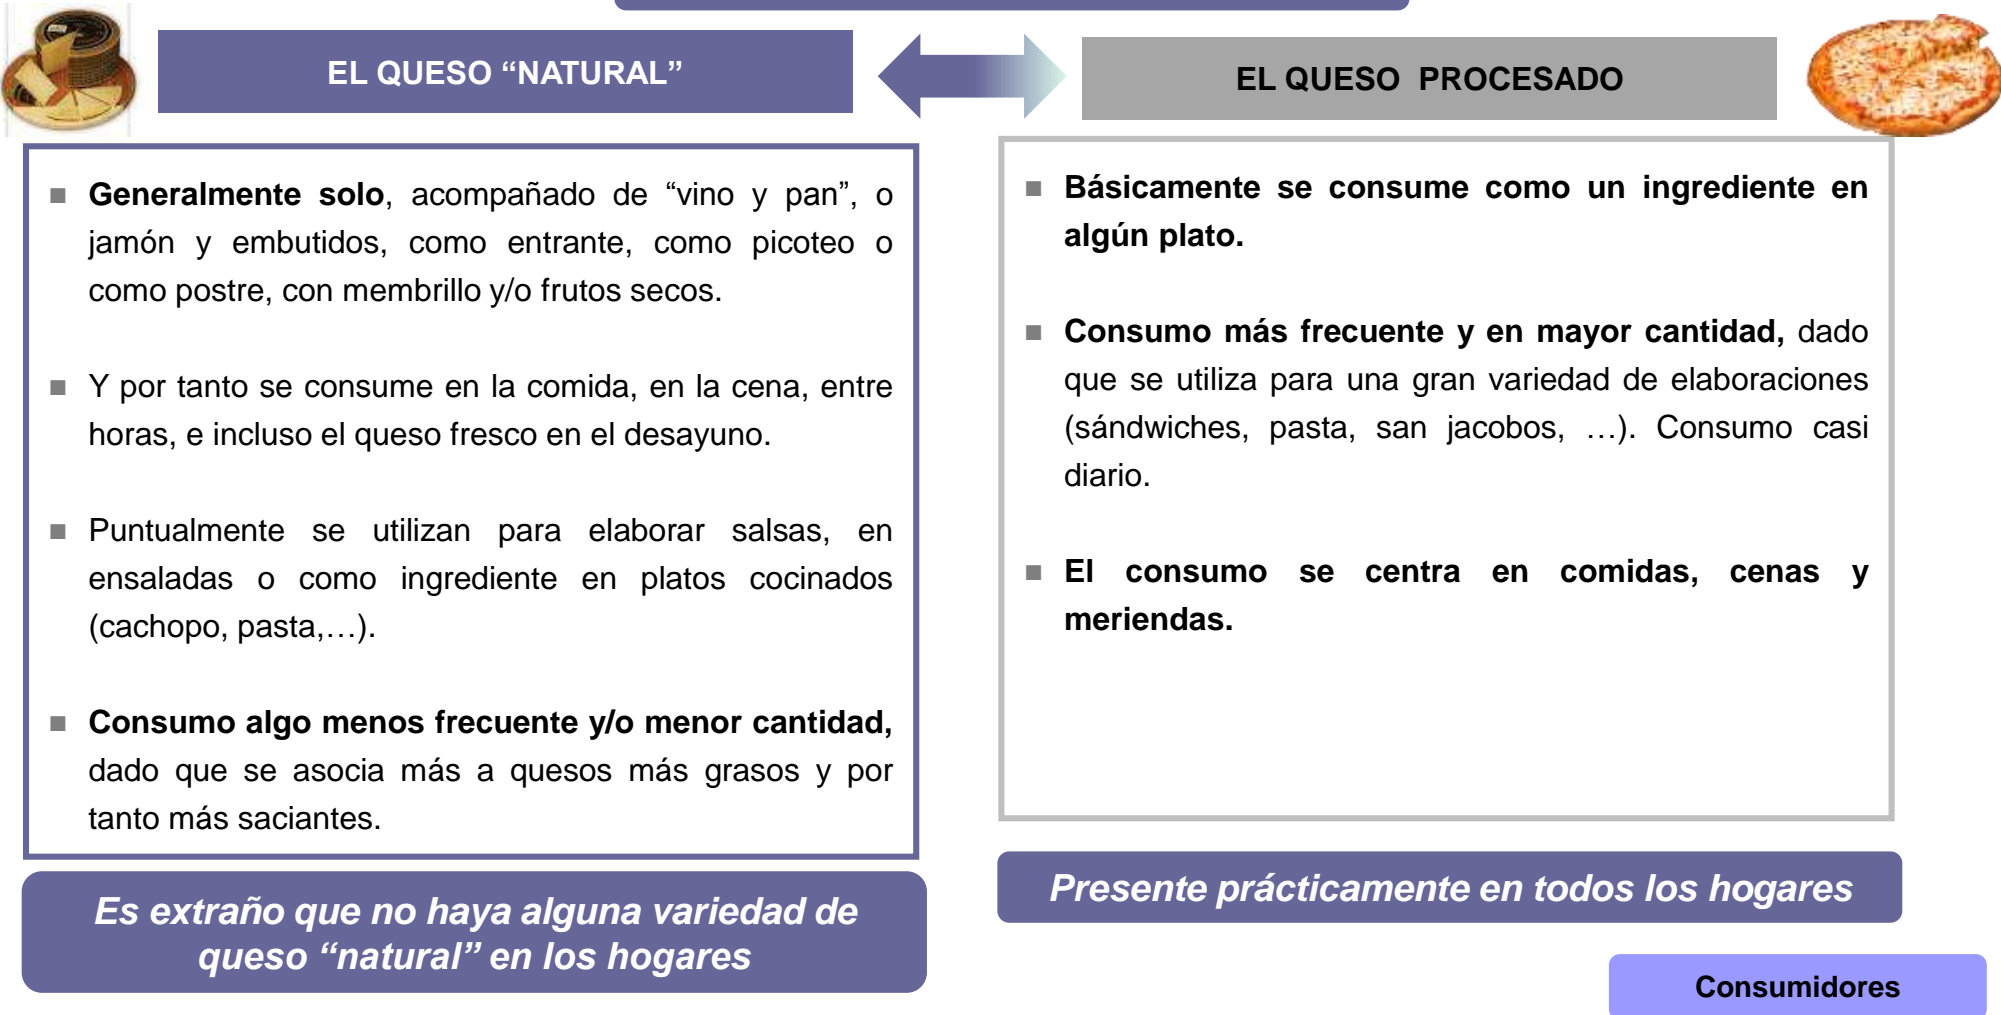 EL QUESO “NATURAL”
Generalmente solo, acompañado de “vino y pan”, o
jamón y embutidos, como entrante, como picoteo o
como postre, con membrillo y/o frutos secos.
Y por tanto se consume en la comida, en la cena, entre
horas, e incluso el queso fresco en el desayuno.
Puntualmente se utilizan para elaborar salsas, en
ensaladas o como ingrediente en platos cocinados
(cachopo, pasta,…).
Consumo algo menos frecuente y/o menor cantidad,
dado que se asocia más a quesos más grasos y por
tanto más saciantes.
Es extraño que no haya alguna variedad de
queso “natural” en los hogares
EL QUESO PROCESADO
Básicamente se consume como un ingrediente en
algún plato.
Consumo más frecuente y en mayor cantidad, dado
que se utiliza para una gran variedad de elaboraciones
(sándwiches, pasta, san jacobos, …). Consumo casi
diario.
El consumo se centra en comidas, cenas y
meriendas.
Presente prácticamente en todos los hogares
Consumidores